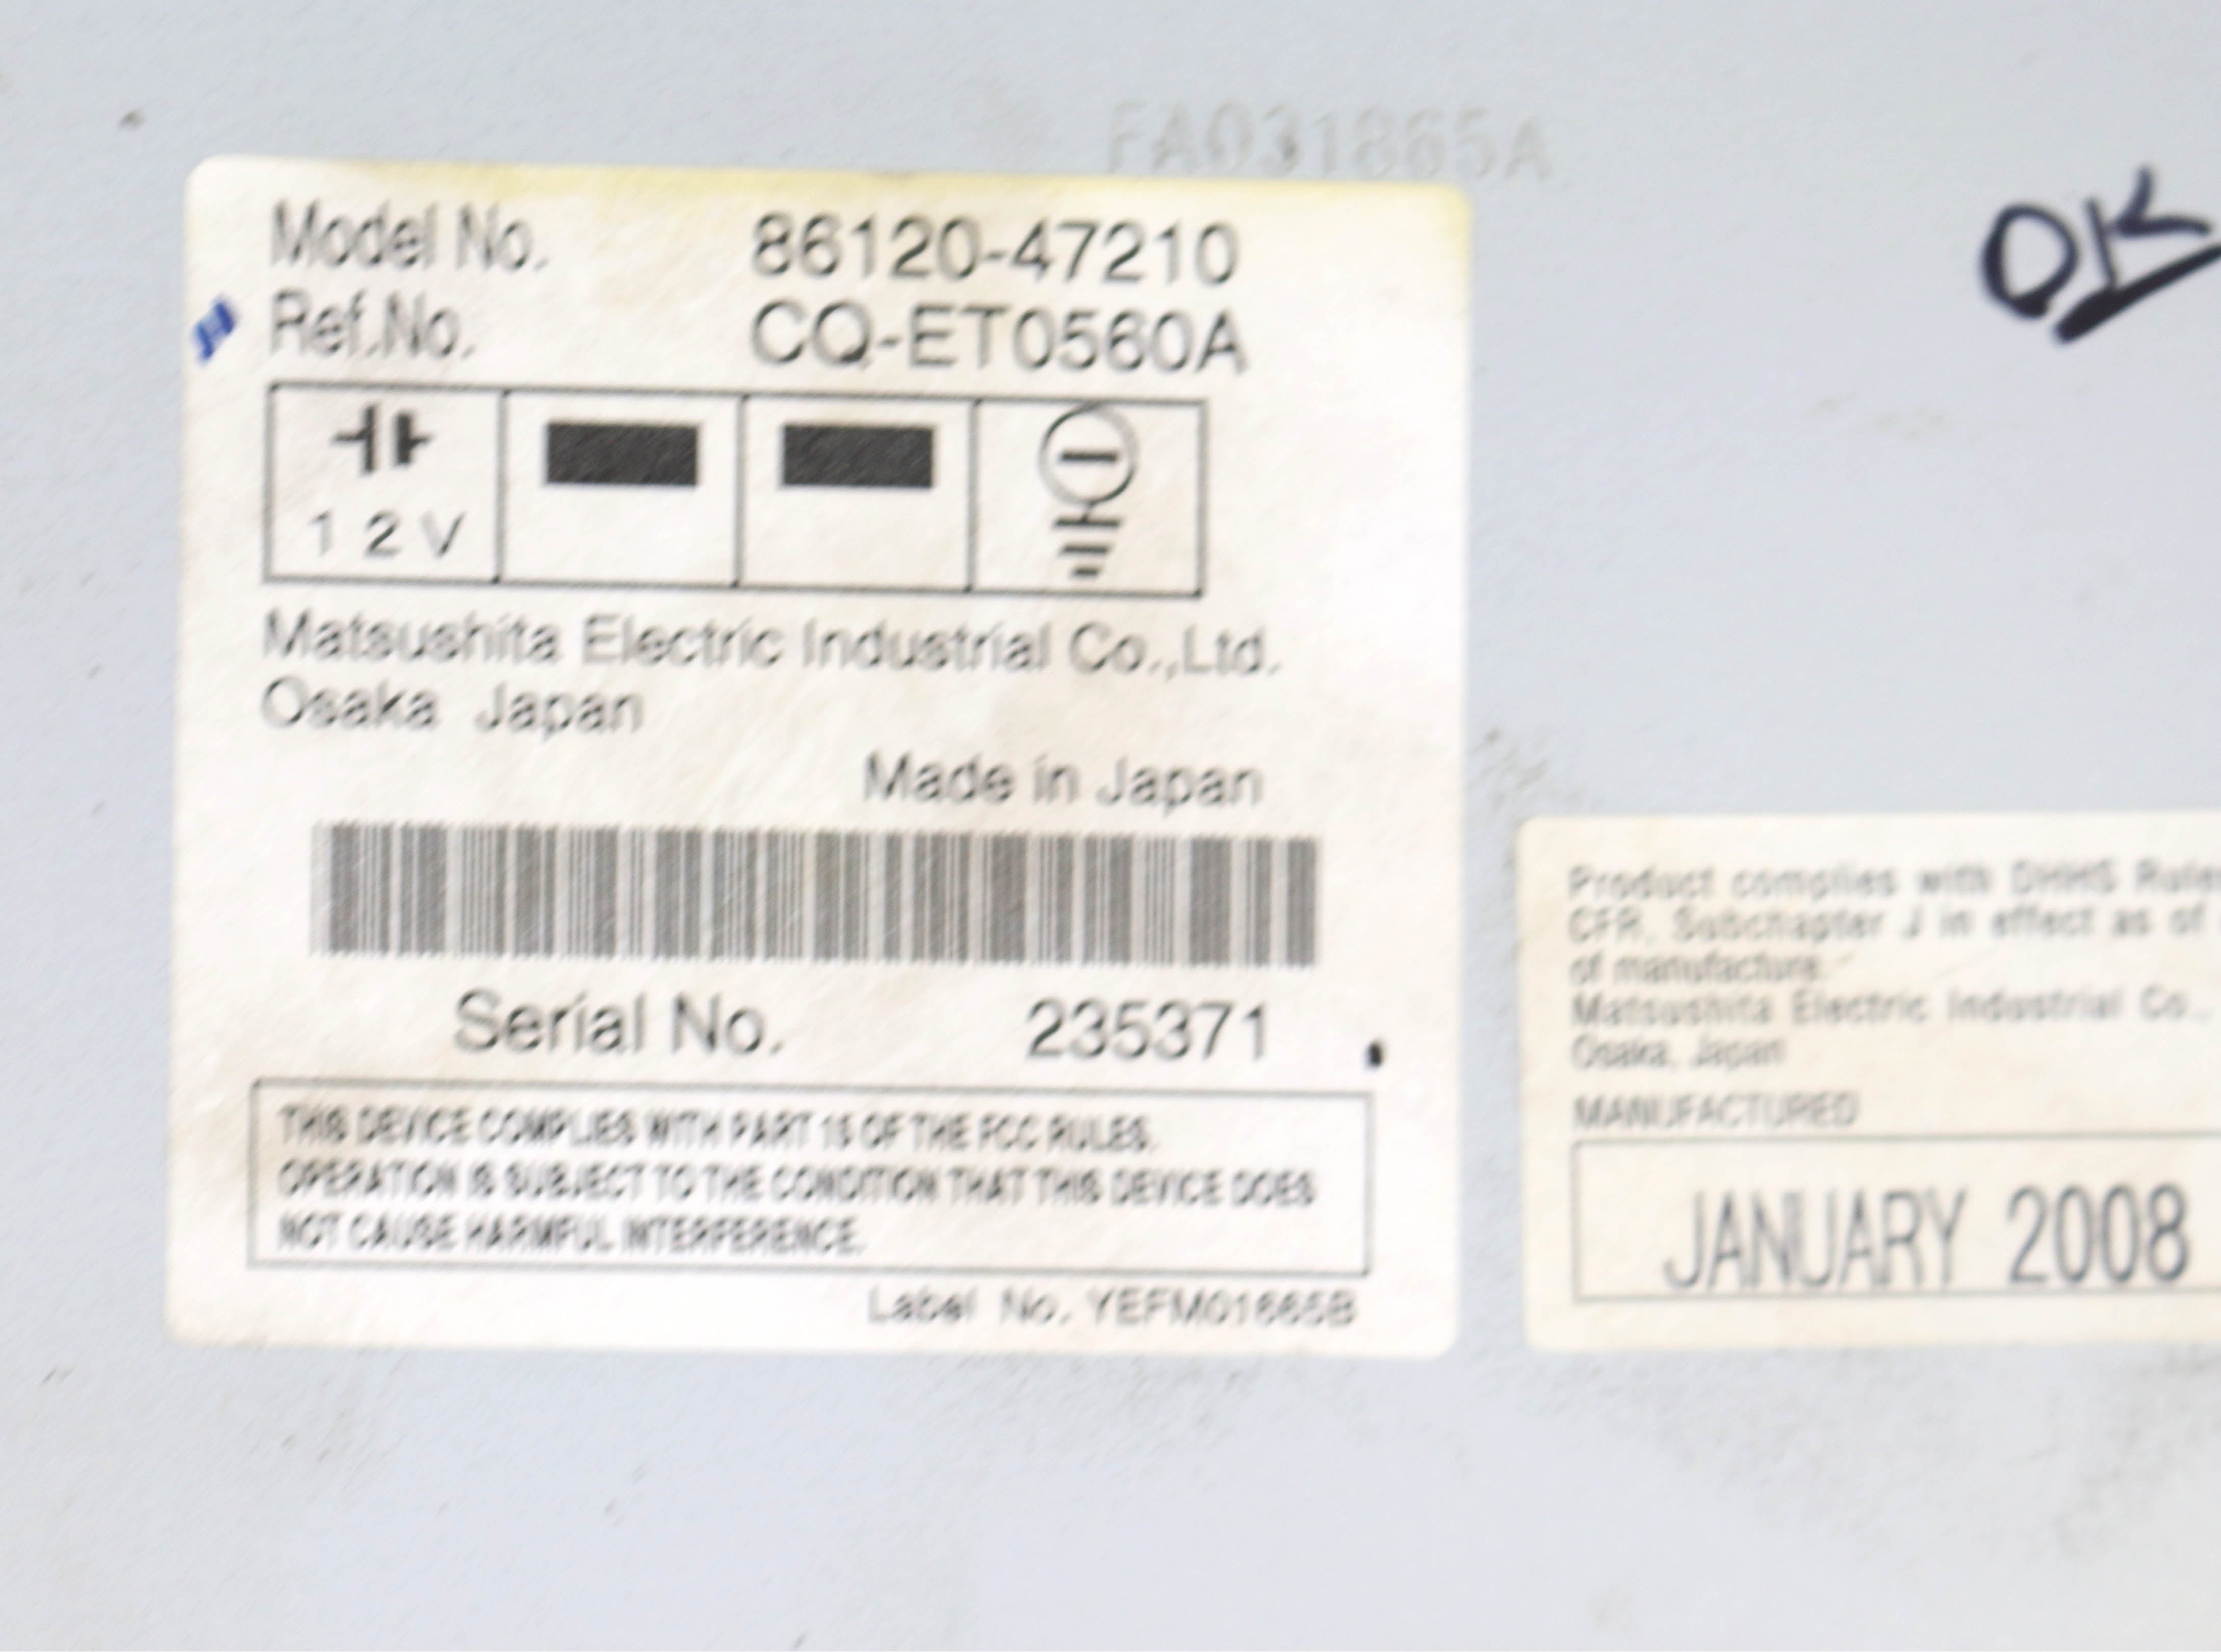 FA031865A
OK
Model No. 86120-47210
Ref.No. CQ-ET0560A
12V
Matsushita Electric Industrial Co.,Ltd.
Osaka Japan
Made in Japan
Serial No. 235371
THIS DEVICE COMPLIES WITH PART 15 OF THE FCC RULES.
OPERATION IS SUBJECT TO THE CONDITION THAT THIS DEVICE DOES
NOT CAUSE HARMFUL INTERFERENCE.
Label No. YEFM01665B
Product complies with DHHS Rules
CFR, Subchapter J in effect as of
of manufacture.
Matsushita Electric Industrial Co.,
Osaka, Japan
MANUFACTURED
JANUARY 2008